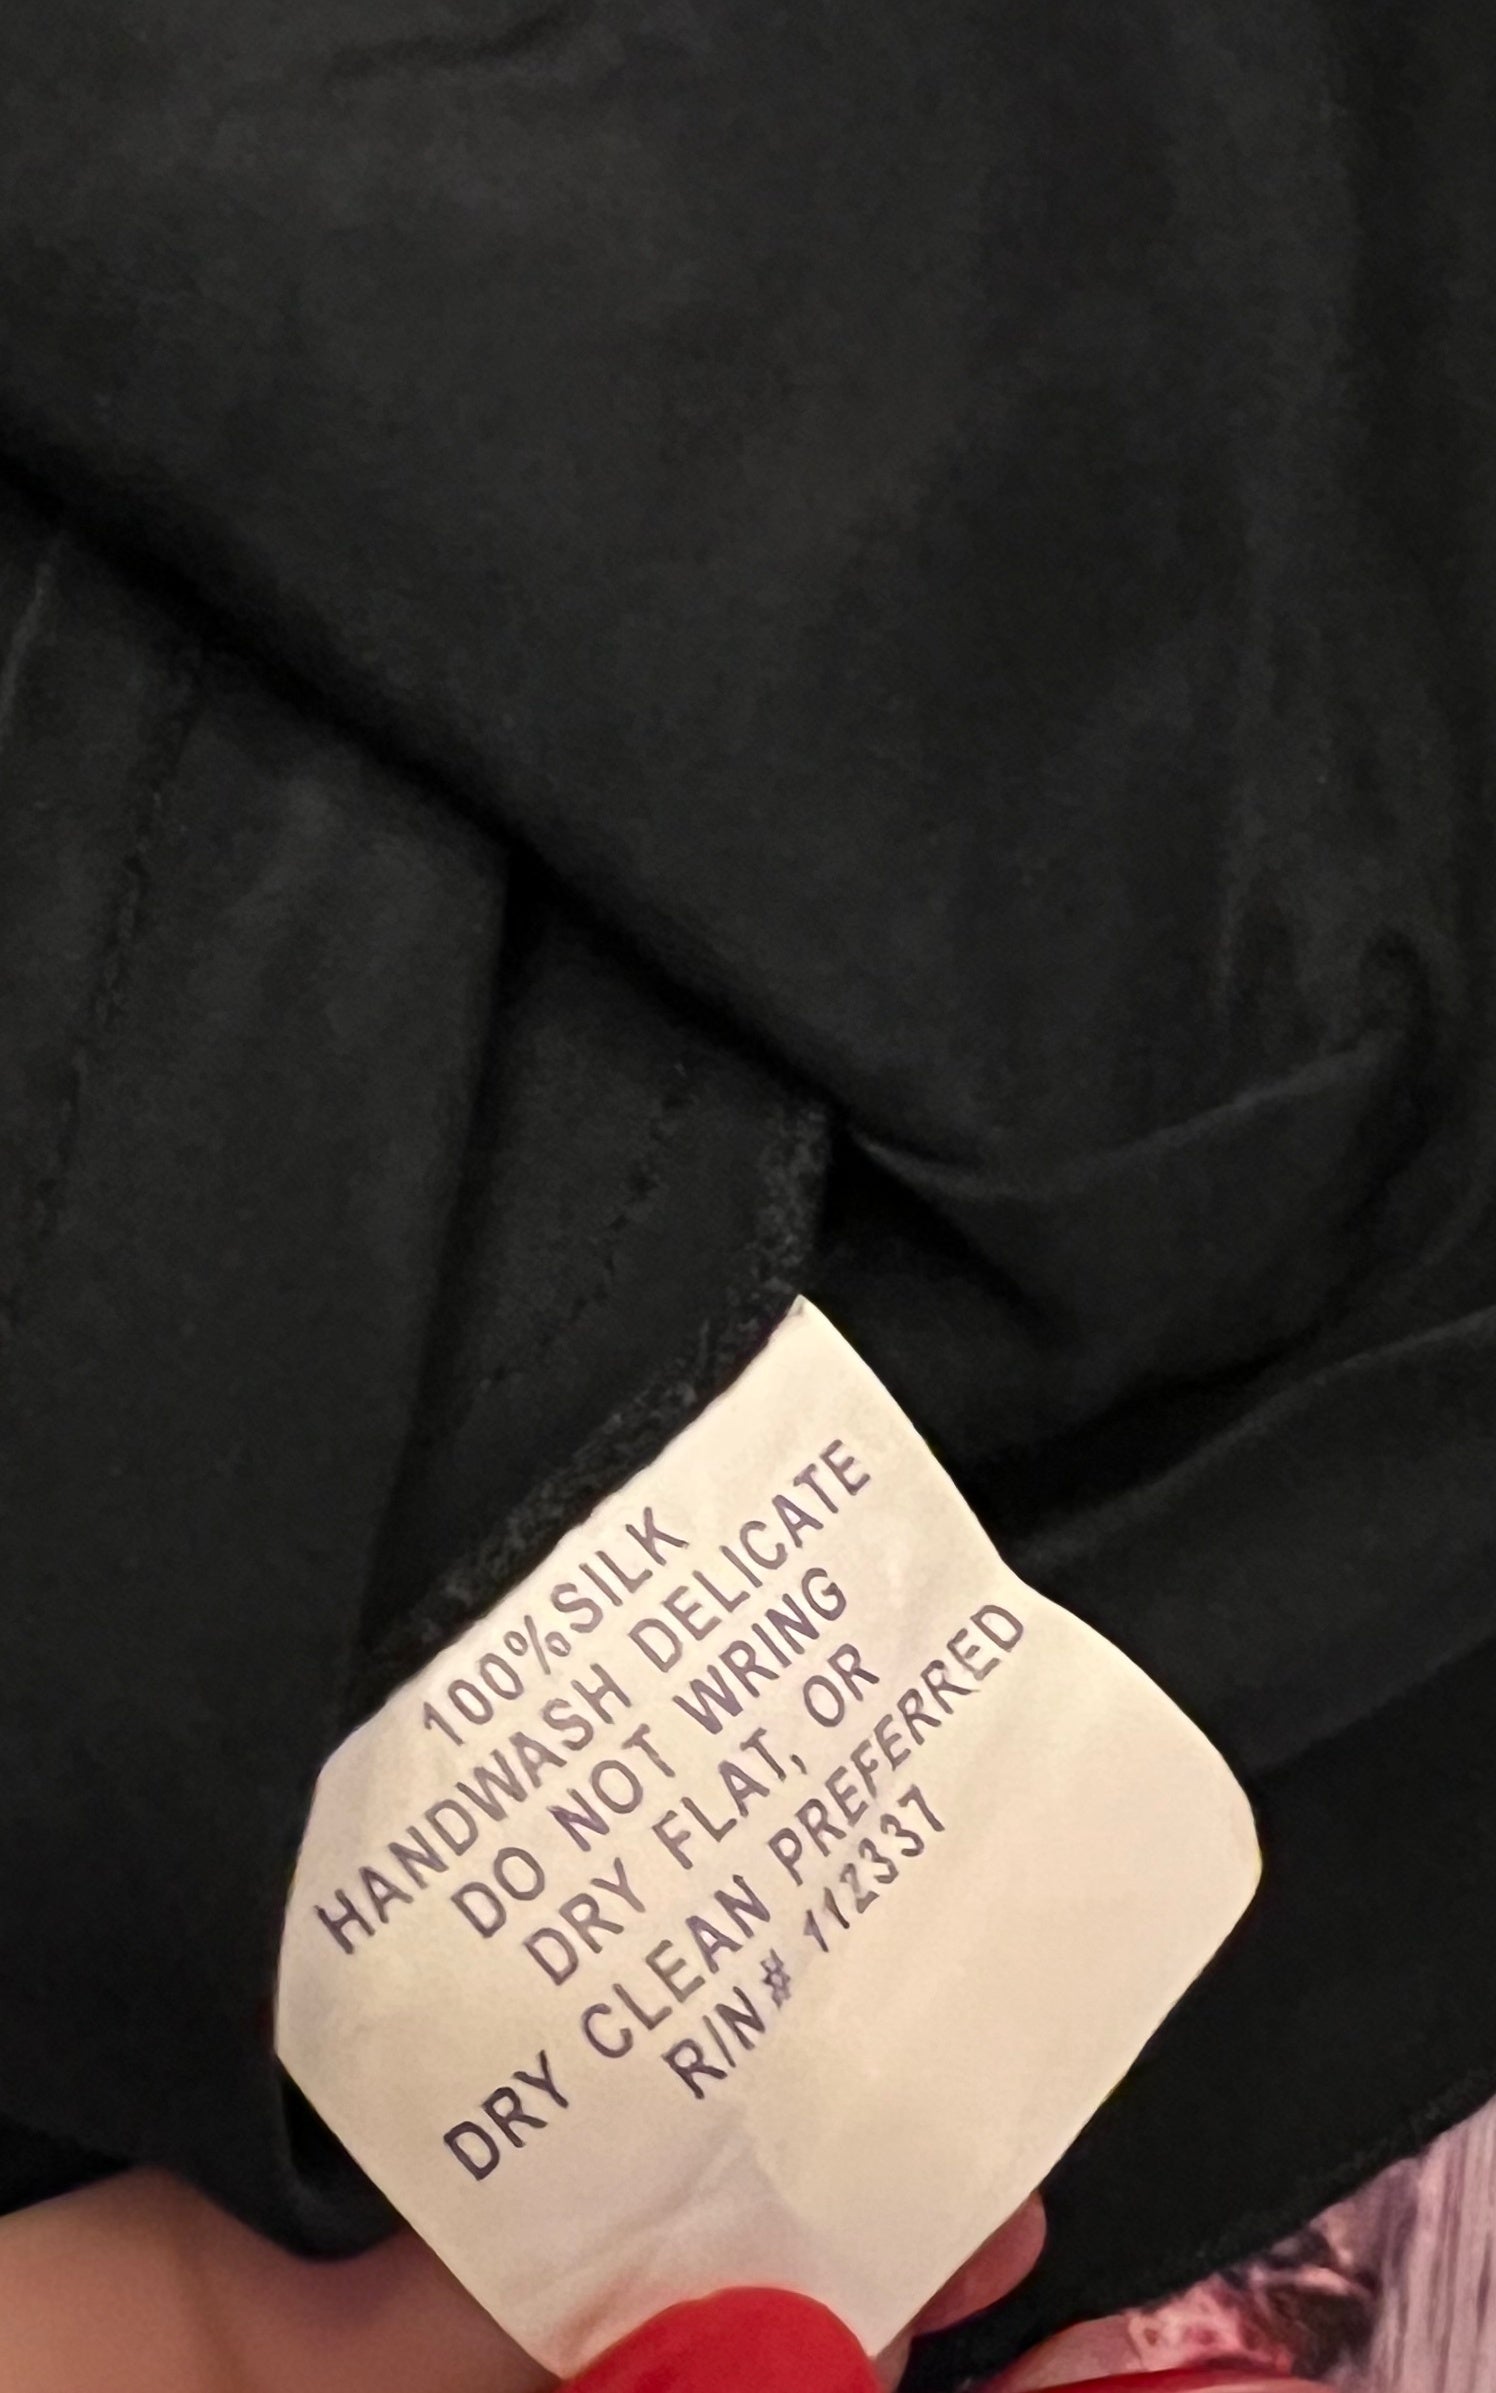 100%SILK
HANDWASH DELICATE
DO NOT WRING
DRY FLAT, OR
DRY CLEAN PREFERRED
R/N# 112337